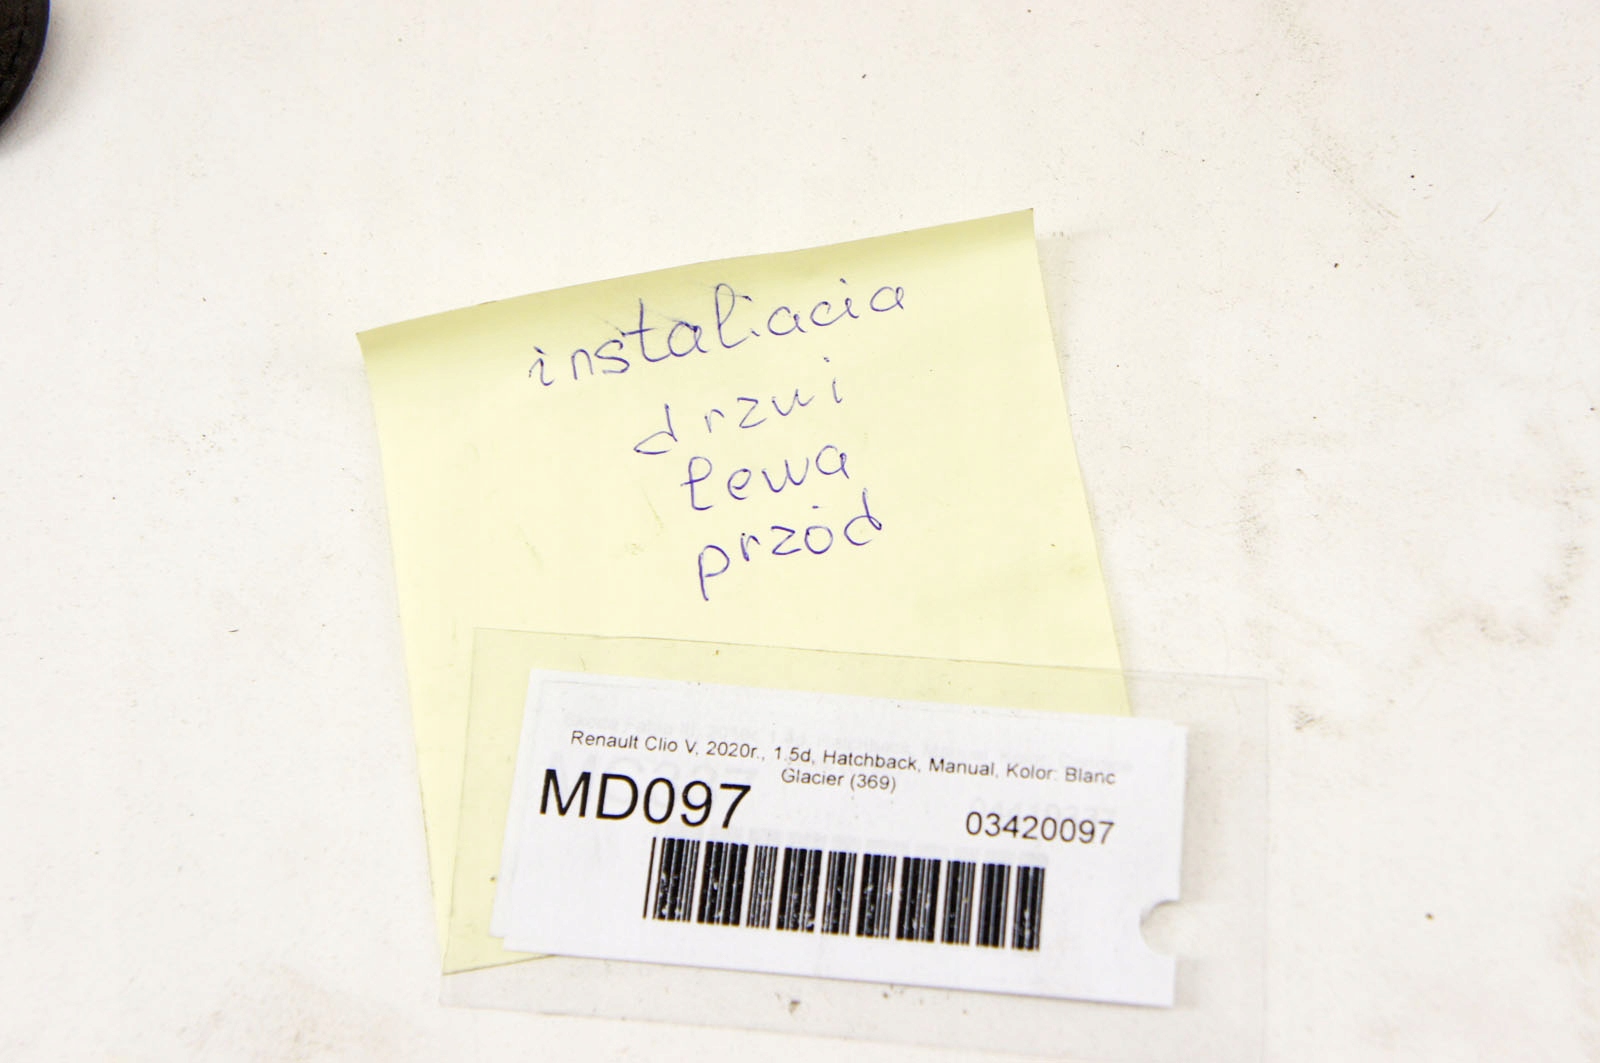 instaliacia
drzwi
lewa
przód
Renault Clio V, 2020r., 1.5d, Hatchback, Manual, Kolor: Blanc
Glacier (369)
MD097
03420097